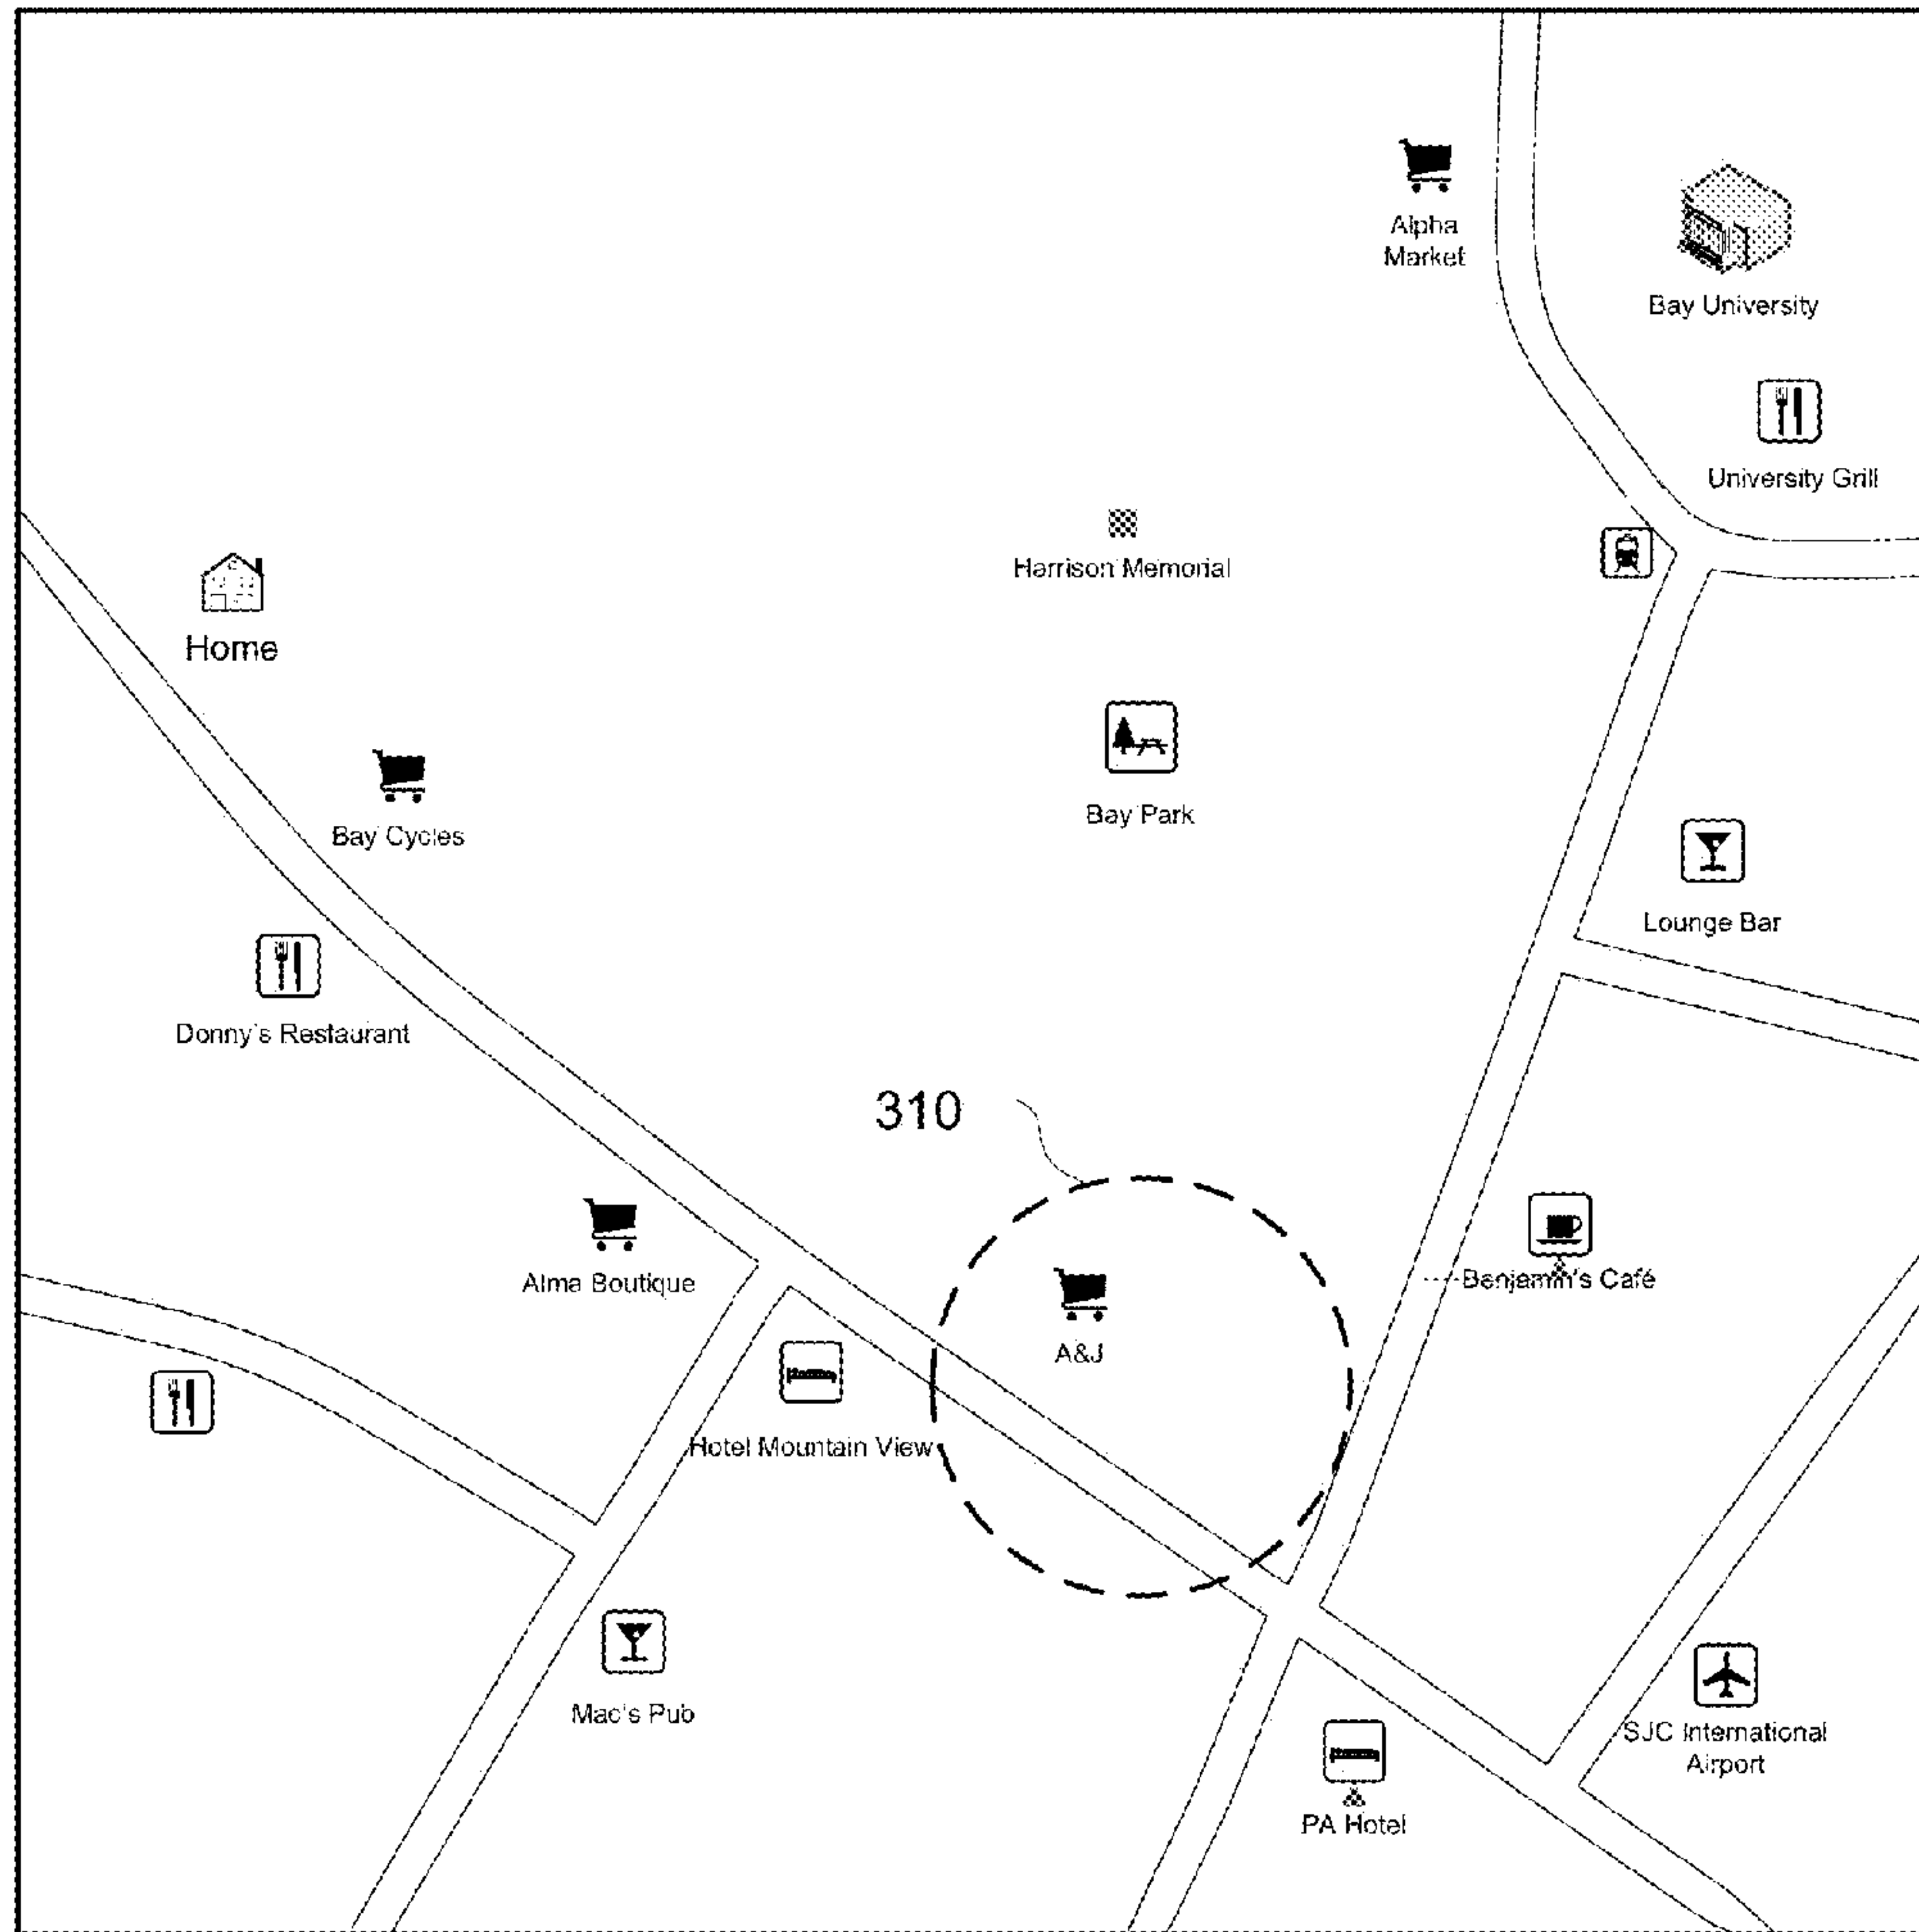 Alpha
Market
Bay University
University Grill
Harrison Memorial
Home
Bay Park
Bay Cycles
Lounge Bar
Donny's Restaurant
310
Alma Boutique
Benjamin's Café
A&J
Hotel Mountain View
Mac's Pub
SJC International
Airport
PA Hotel